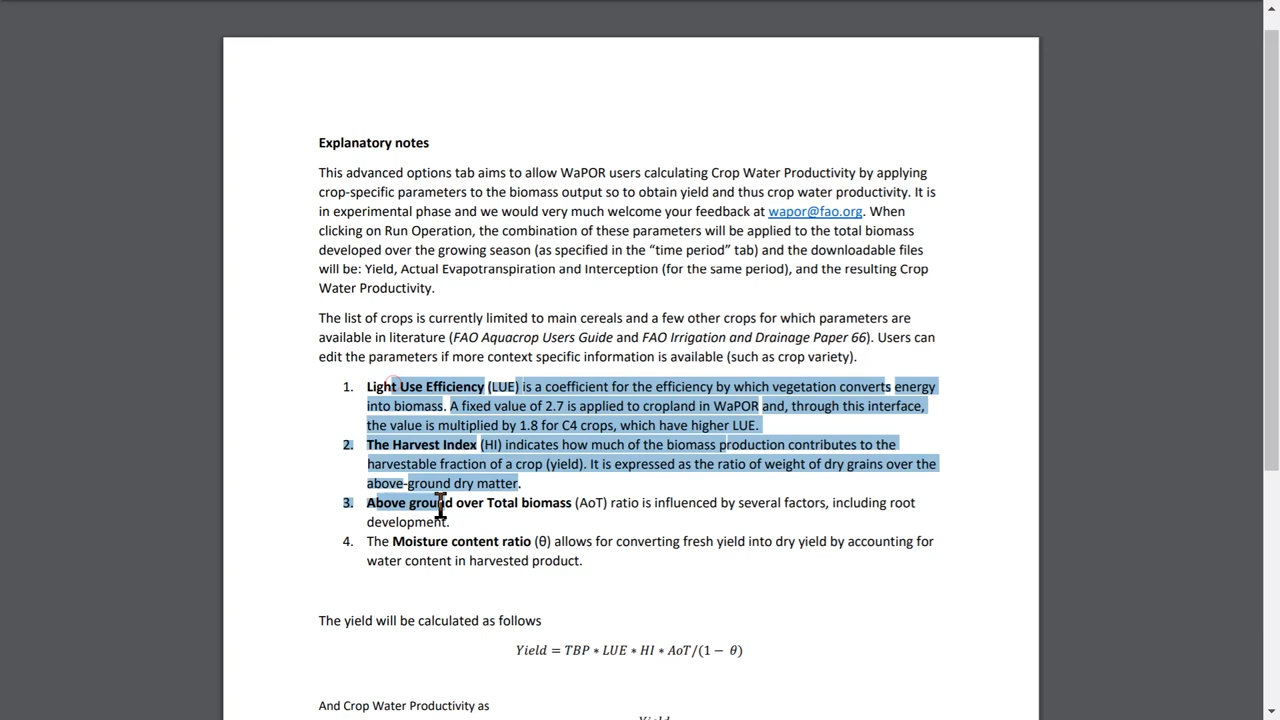 Explanatory notes
This advanced options tab aims to allow WaPOR users calculating Crop Water Productivity by applying
crop-specific parameters to the biomass output so to obtain yield and thus crop water productivity. It is
in experimental phase and we would very much welcome your feedback at wapor@fao.org. When
clicking on Run Operation, the combination of these parameters will be applied to the total biomass
developed over the growing season (as specified in the “time period” tab) and the downloadable files
will be: Yield, Actual Evapotranspiration and Interception (for the same period), and the resulting Crop
Water Productivity.
The list of crops is currently limited to main cereals and a few other crops for which parameters are
available in literature (FAO Aquacrop Users Guide and FAO Irrigation and Drainage Paper 66). Users can
edit the parameters if more context specific information is available (such as crop variety).
1. Light Use Efficiency (LUE) is a coefficient for the efficiency by which vegetation converts energy
into biomass. A fixed value of 2.7 is applied to cropland in WaPOR and, through this interface,
the value is multiplied by 1.8 for C4 crops, which have higher LUE.
2. The Harvest Index (HI) indicates how much of the biomass production contributes to the
harvestable fraction of a crop (yield). It is expressed as the ratio of weight of dry grains over the
above-ground dry matter.
3. Above ground over Total biomass (AoT) ratio is influenced by several factors, including root
development.
4. The Moisture content ratio (θ) allows for converting fresh yield into dry yield by accounting for
water content in harvested product.
The yield will be calculated as follows
Yield = TBP ∗ LUE ∗ HI ∗ AoT/(1 − θ)
And Crop Water Productivity as
Yield